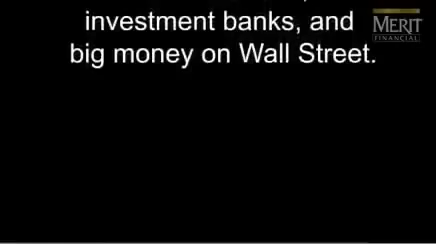 investment banks, and
big money on Wall Street.
MERIT
FINANCIAL